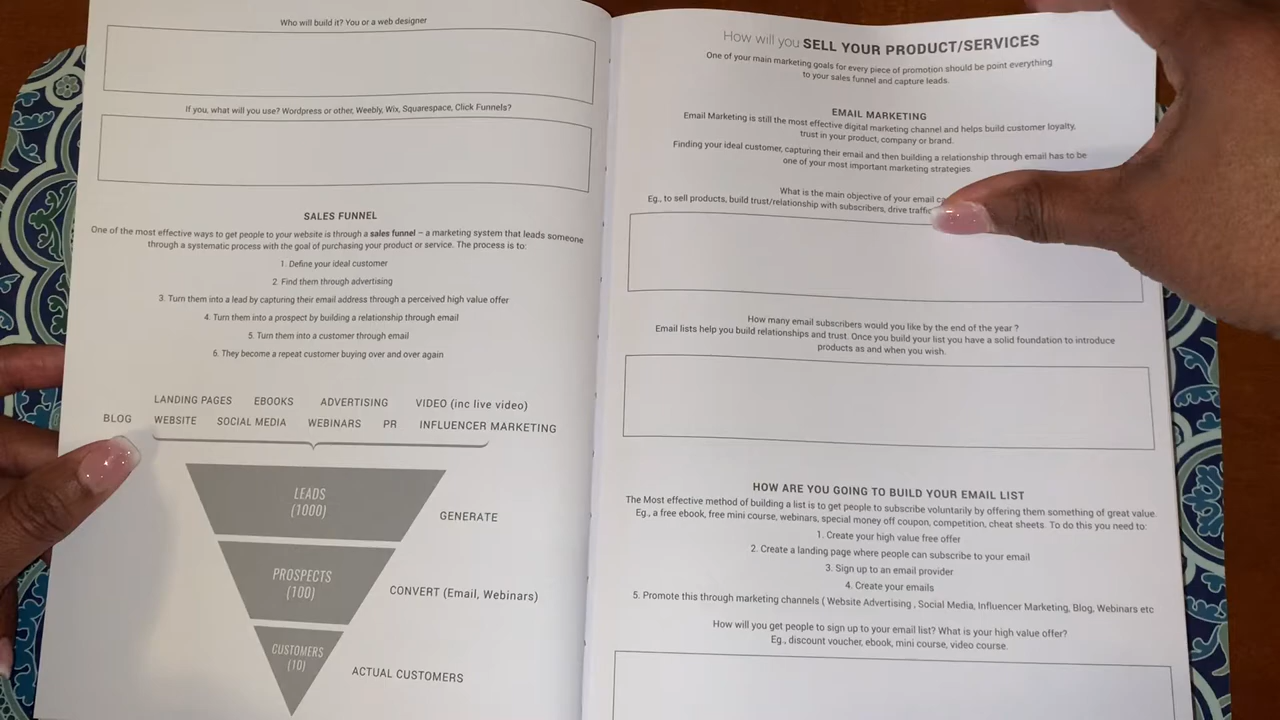 Who will build it? You or a web designer
If you, what will you use? Wordpress or other, Weebly, Wix, Squarespace, Click Funnels?
SALES FUNNEL
One of the most effective ways to get people to your website is through a sales funnel – a marketing system that leads someone
through a systematic process with the goal of purchasing your product or service. The process is to:
1. Define your ideal customer
2. Find them through advertising
3. Turn them into a lead by capturing their email address through a perceived high value offer
4. Turn them into a prospect by building a relationship through email
5. Turn them into a customer through email
6. They become a repeat customer buying over and over again
LANDING PAGES EBOOKS ADVERTISING VIDEO (inc live video)
BLOG WEBSITE SOCIAL MEDIA WEBINARS PR INFLUENCER MARKETING
LEADS
(1000)
GENERATE
PROSPECTS
(100)
CONVERT (Email, Webinars)
CUSTOMERS
(10)
ACTUAL CUSTOMERS
How will you SELL YOUR PRODUCT/SERVICES
One of your main marketing goals for every piece of promotion should be point everything
to your sales funnel and capture leads.
EMAIL MARKETING
Email Marketing is still the most effective digital marketing channel and helps build customer loyalty,
trust in your product, company or brand.
Finding your ideal customer, capturing their email and then building a relationship through email has to be
one of your most important marketing strategies
What is the main objective of your email
Eg., to sell products, build trust/relationship with subscribers, drive
How many email subscribers would you like by the end of the year ?
Email lists help you build relationships and trust. Once you build your list you have a solid foundation to introduce
products as and when you wish.
HOW ARE YOU GOING TO BUILD YOUR EMAIL LIST
The Most effective method of building a list is to get people to subscribe voluntarily by offering them something of great value.
Eg., a free ebook, free mini course, webinars, special money off coupon, competition, cheat sheets. To do this you need to:
1. Create your high value free offer
2. Create a landing page where people can subscribe to your email
3. Sign up to an email provider
4. Create your emails
5. Promote this through marketing channels ( Website Advertising , Social Media, Influencer Marketing, Blog, Webinars etc
How will you get people to sign up to your email list? What is your high value offer?
Eg., discount voucher, ebook, mini course, video course.